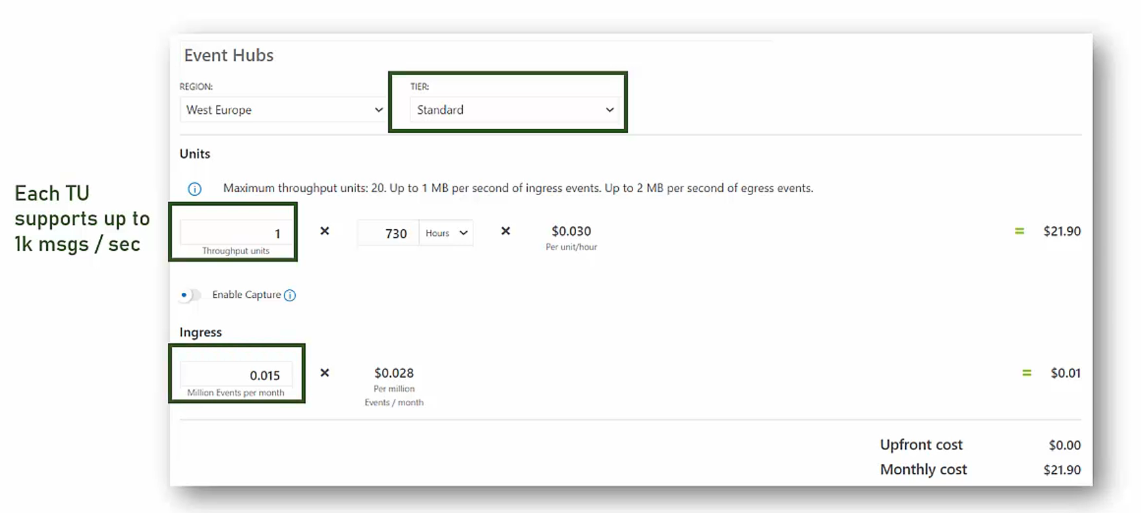 Event Hubs
REGION:
TIER:
West Europe
Standard
Units
Maximum throughput units: 20. Up to 1 MB per second of ingress events. Up to 2 MB per second of egress events.
Each TU
supports up to
1k msgs / sec
1 × 730 Hours × $0.030 = $21.90
Throughput units
Per unit/hour
Enable Capture
Ingress
0.015 × $0.028 = $0.01
Million Events per month
Per million
Events / month
Upfront cost $0.00
Monthly cost $21.90